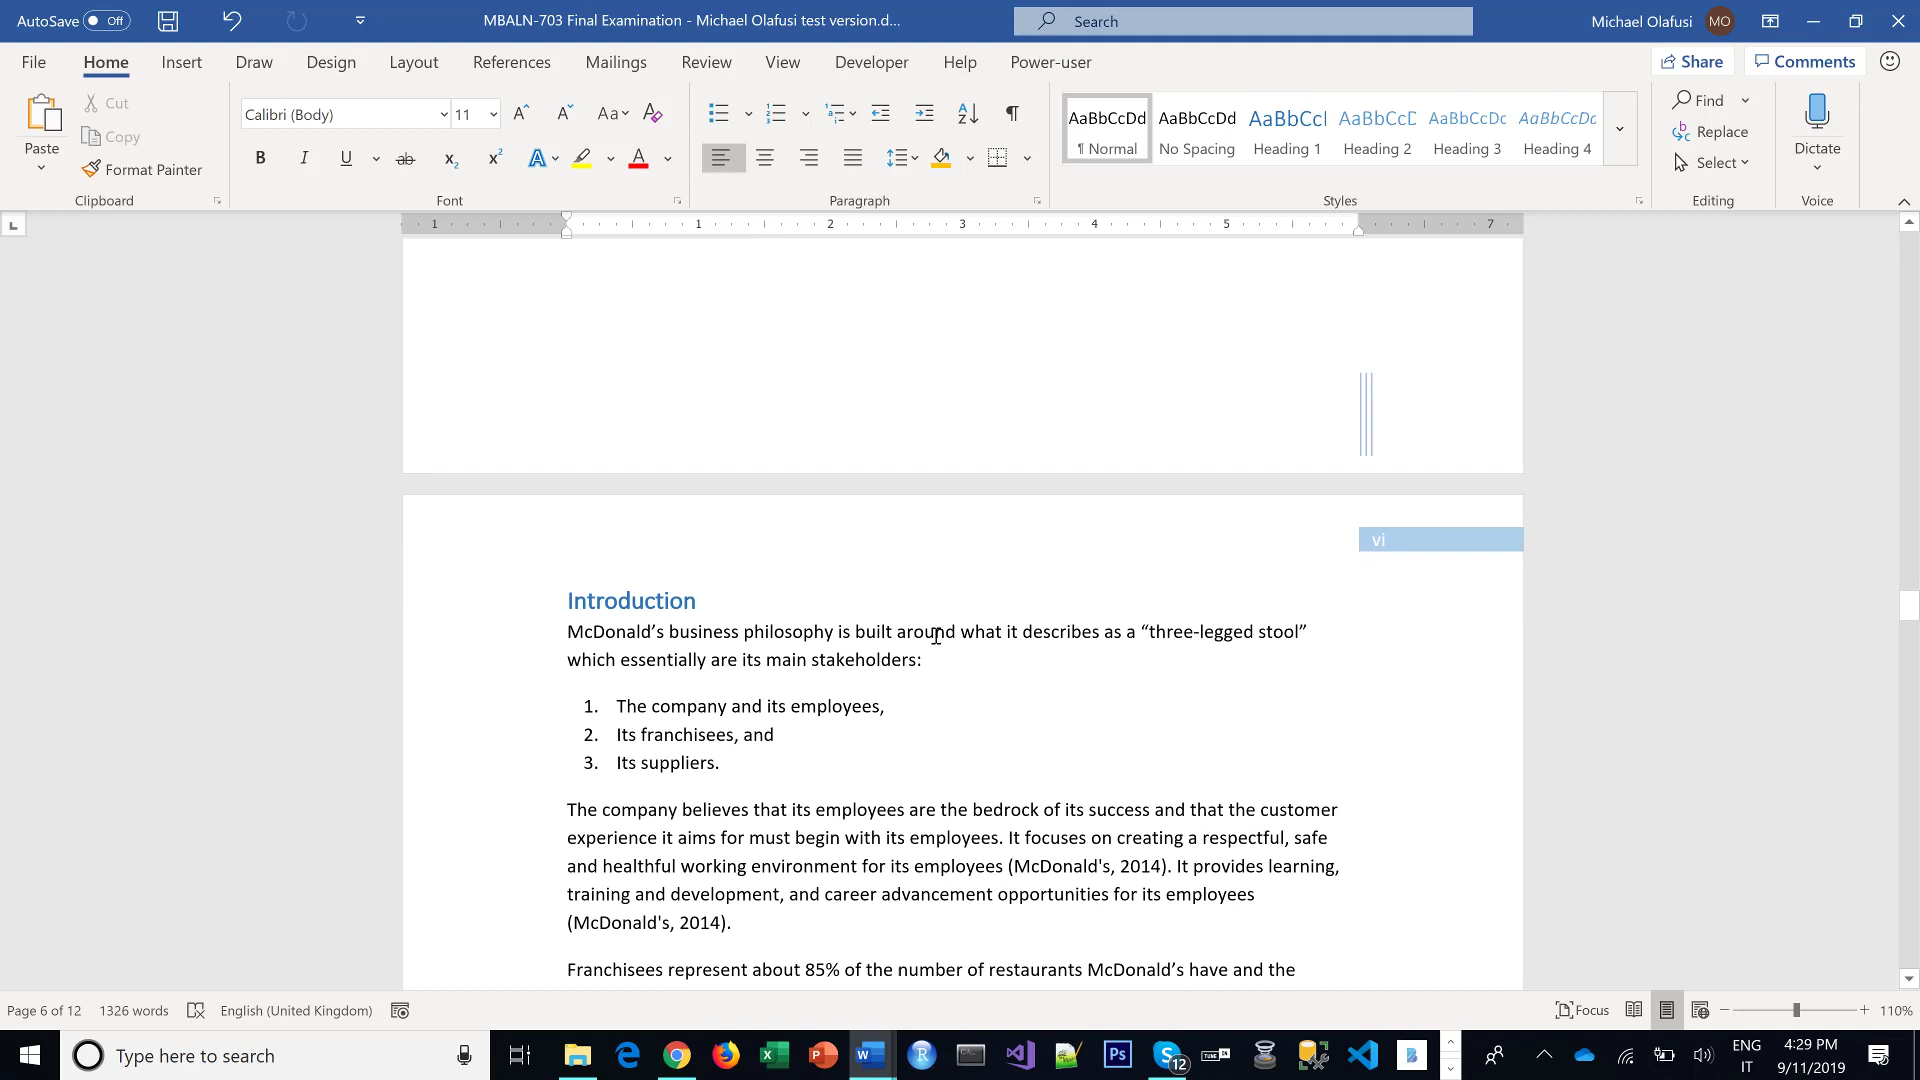 AutoSave Off MBALN-703 Final Examination - Michael Olafusi test version.d... Search Michael Olafusi MO
File Home Insert Draw Design Layout References Mailings Review View Developer Help Power-user Share Comments
Paste
Cut
Copy
Format Painter
Clipboard
Calibri (Body) 11
Font
Paragraph
AaBbCcDd AaBbCcDd AaBbCcI AaBbCcD AaBbCcDc AaBbCcDc
¶ Normal No Spacing Heading 1 Heading 2 Heading 3 Heading 4
Styles
Find
Replace
Select
Editing
Dictate
Voice
1 1 2 3 4 5 7
vi
Introduction
McDonald’s business philosophy is built around what it describes as a “three-legged stool”
which essentially are its main stakeholders:
1. The company and its employees,
2. Its franchisees, and
3. Its suppliers.
The company believes that its employees are the bedrock of its success and that the customer
experience it aims for must begin with its employees. It focuses on creating a respectful, safe
and healthful working environment for its employees (McDonald's, 2014). It provides learning,
training and development, and career advancement opportunities for its employees
(McDonald's, 2014).
Franchisees represent about 85% of the number of restaurants McDonald’s have and the
Page 6 of 12 1326 words English (United Kingdom) Focus 110%
Type here to search 12 ENG IT 4:29 PM 9/11/2019